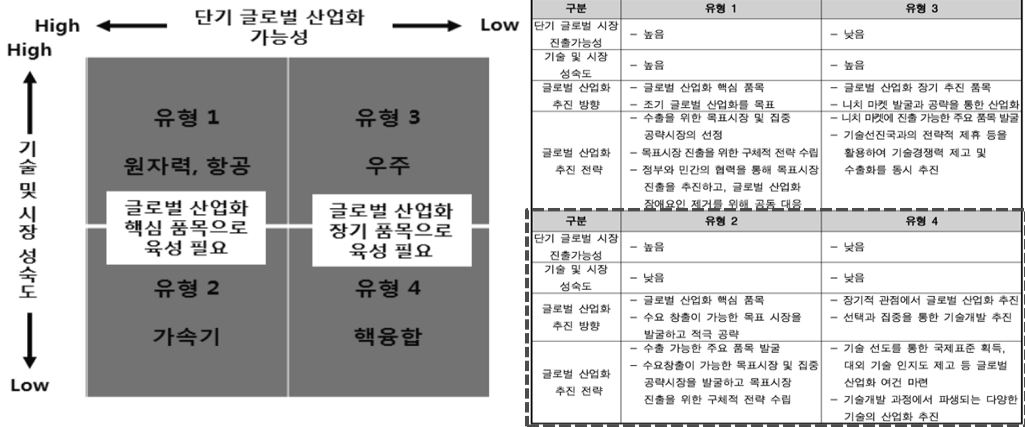 단기 글로벌 산업화
가능성
High
Low
High
기술 및 시장 성숙도
Low
유형 1
원자력, 항공
유형 3
우주
글로벌 산업화
핵심 품목으로
육성 필요
글로벌 산업화
장기 품목으로
육성 필요
유형 2
가속기
유형 4
핵융합
구분 유형 1 유형 3
단기 글로벌 시장
진출가능성
- 높음 - 낮음
기술 및 시장
성숙도
- 높음 - 높음
글로벌 산업화
추진 방향
- 글로벌 산업화 핵심 품목
- 조기 글로벌 산업화를 목표
- 글로벌 산업화 장기 추진 품목
- 니치 마켓 발굴과 공략을 통한 산업화
글로벌 산업화
추진 전략
- 수출을 위한 목표시장 및 집중
공략시장의 선정
- 목표시장 진출을 위한 구체적 전략 수립
- 정부와 민간의 협력을 통해 목표시장
진출을 추진하고, 글로벌 산업화
장애요인 제거를 위해 공동 대응
- 니치 마켓에 진출 가능한 주요 품목 발굴
- 기술선진국과의 전략적 제휴 등을
활용하여 기술경쟁력 제고 및
수출화를 동시 추진
구분 유형 2 유형 4
단기 글로벌 시장
진출가능성
- 높음 - 낮음
기술 및 시장
성숙도
- 낮음 - 낮음
글로벌 산업화
추진 방향
- 글로벌 산업화 핵심 품목
- 수요 창출이 가능한 목표 시장을
발굴하고 적극 공략
- 장기적 관점에서 글로벌 산업화 추진
- 선택과 집중을 통한 기술개발 추진
글로벌 산업화
추진 전략
- 수출 가능한 주요 품목 발굴
- 수요창출이 가능한 목표시장 및 집중
공략시장을 발굴하고 목표시장
진출을 위한 구체적 전략 수립
- 기술 선도를 통한 국제표준 획득,
대외 기술 인지도 제고 등 글로벌
산업화 여건 마련
- 기술개발 과정에서 파생되는 다양한
기술의 산업화 추진